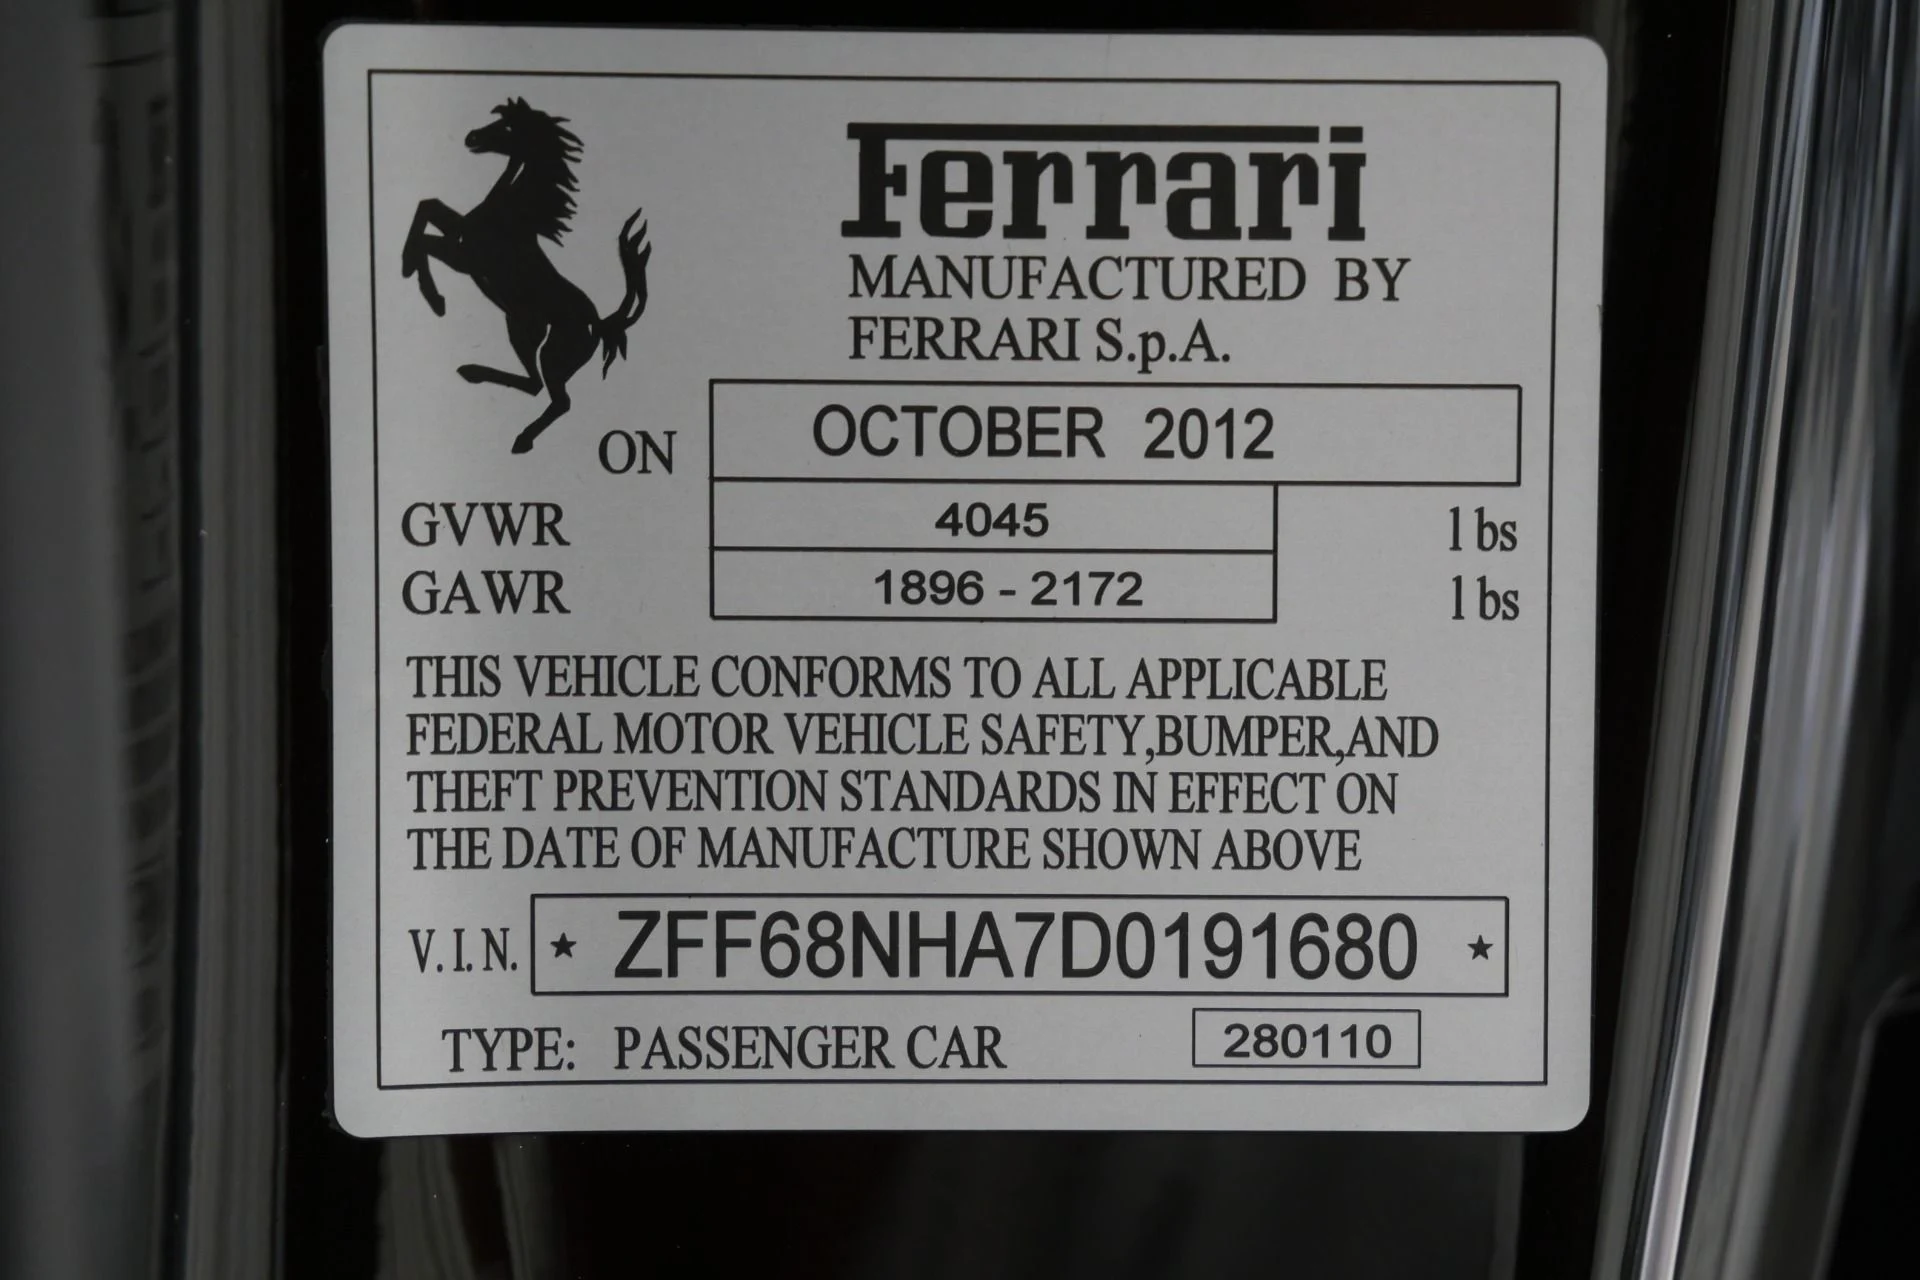 Ferrari
MANUFACTURED BY
FERRARI S.p.A.
ON OCTOBER 2012
GVWR 4045 lbs
GAWR 1896 - 2172 lbs
THIS VEHICLE CONFORMS TO ALL APPLICABLE
FEDERAL MOTOR VEHICLE SAFETY,BUMPER,AND
THEFT PREVENTION STANDARDS IN EFFECT ON
THE DATE OF MANUFACTURE SHOWN ABOVE
V.I.N. ★ ZFF68NHA7D0191680 ★
TYPE: PASSENGER CAR 280110